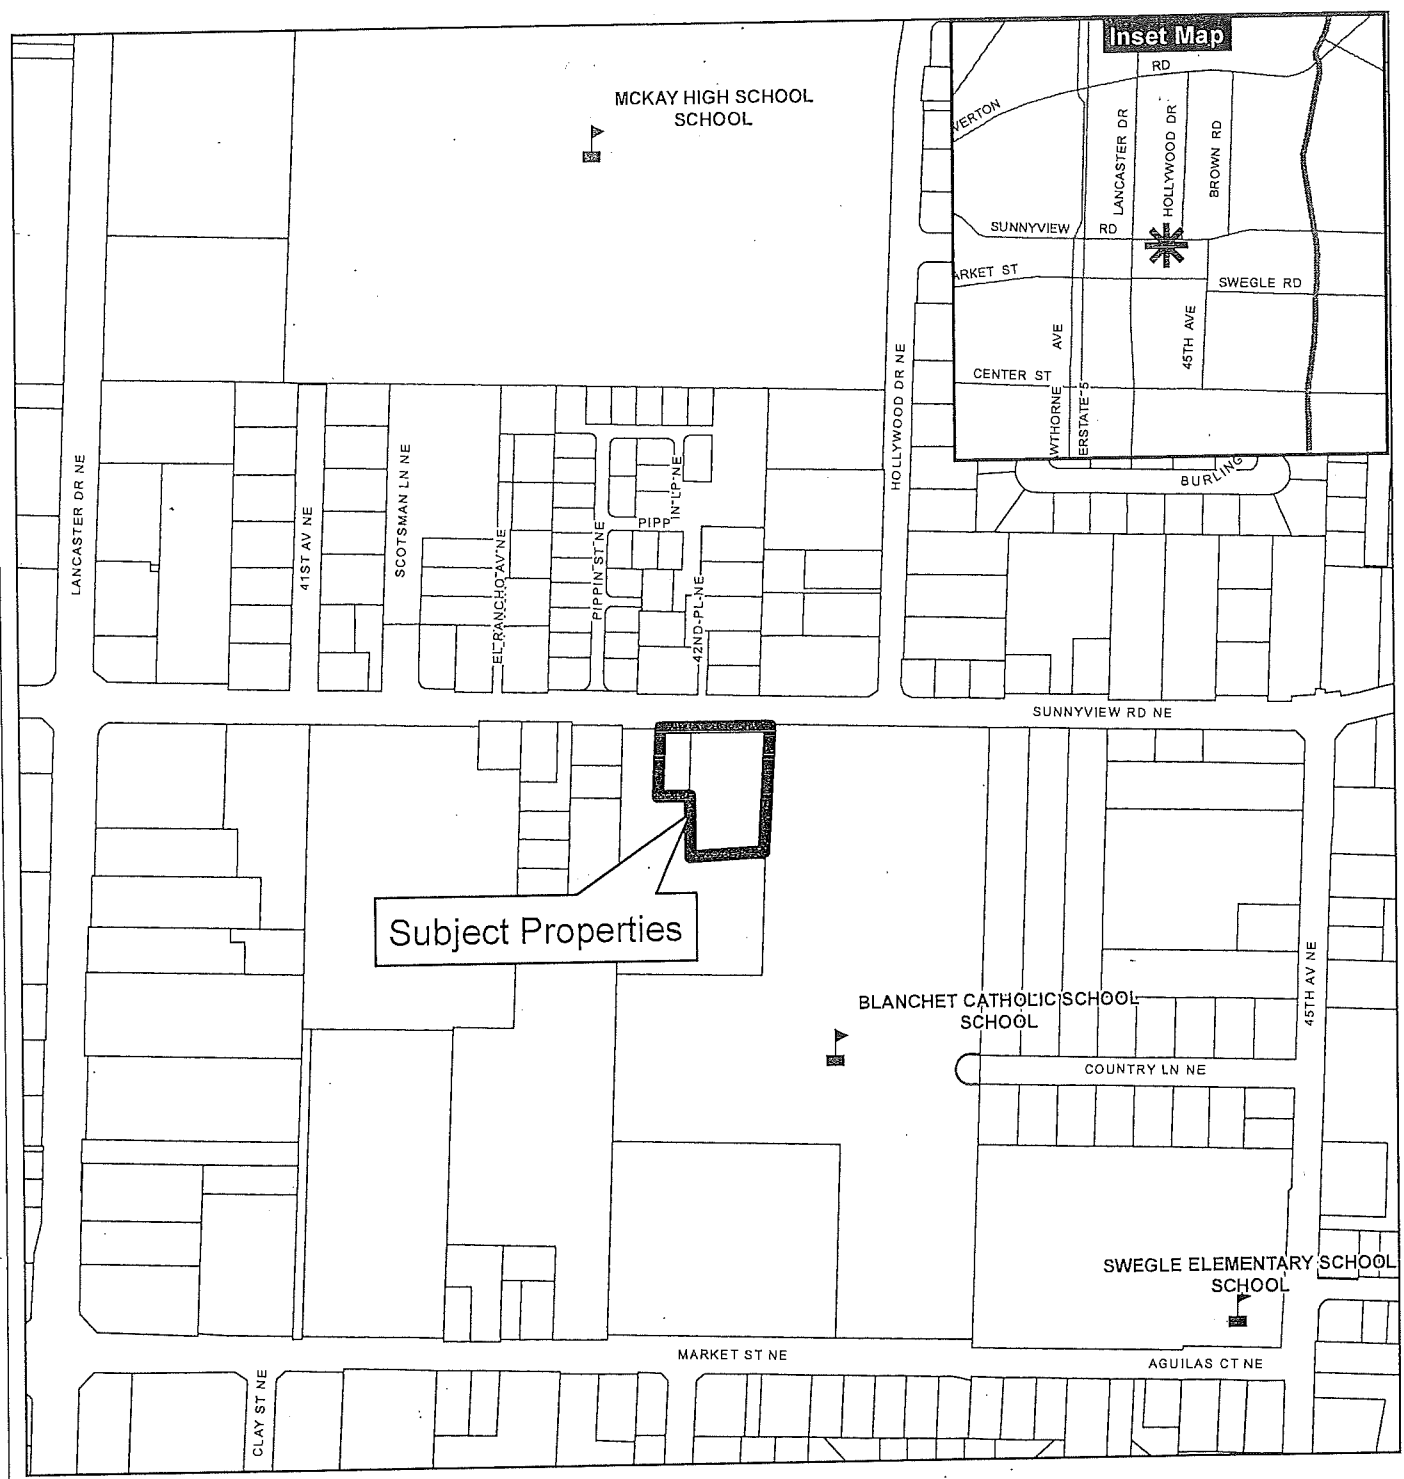 MCKAY HIGH SCHOOL
SCHOOL
Inset Map
RD
VERTON
LANCASTER DR
HOLLYWOOD DR
BROWN RD
SUNNYVIEW RD
ARKET ST
SWEGLE RD
AVE
45TH AVE
CENTER ST
WTHORNE
ERSTATE 5
BURLING
LANCASTER DR NE
41ST AV NE
SCOTSMAN LN NE
EL RANCHO AV NE
PIPPIN ST NE
PIPP
IN LP NE
42ND PL NE
HOLLYWOOD DR NE
SUNNYVIEW RD NE
Subject Properties
BLANCHET CATHOLIC SCHOOL
SCHOOL
45TH AV NE
COUNTRY LN NE
SWEGLE ELEMENTARY SCHOOL
SCHOOL
MARKET ST NE
AGUILAS CT NE
CLAY ST NE